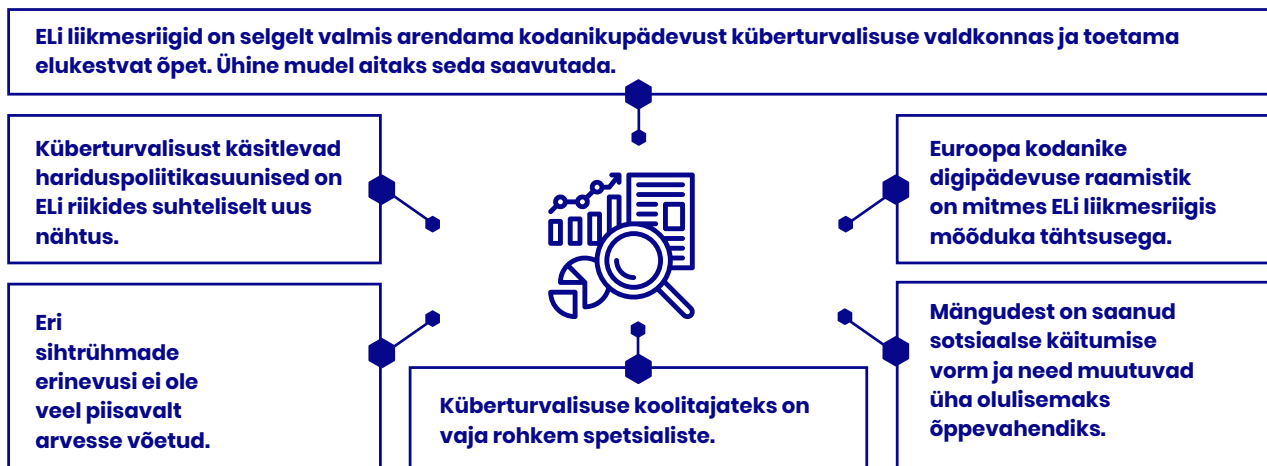 ELi liikmesriigid on selgelt valmis arendama kodanikupädevust küberturvalisuse valdkonnas ja toetama
elukestvat õpet. Ühine mudel aitaks seda saavutada.
Küberturvalisust käsitlevad
hariduspoliitikasuunised on
ELi riikides suhteliselt uus
nähtus.
Euroopa kodanike
digipädevuse raamistik
on mitmes ELi liikmesriigis
mõõduka tähtsusega.
Eri
sihtrühmade
erinevusi ei ole
veel piisavalt
arvesse võetud.
Küberturvalisuse koolitajateks on
vaja rohkem spetsialiste.
Mängudest on saanud
sotsiaalse käitumise
vorm ja need muutuvad
üha olulisemaks
õppevahendiks.